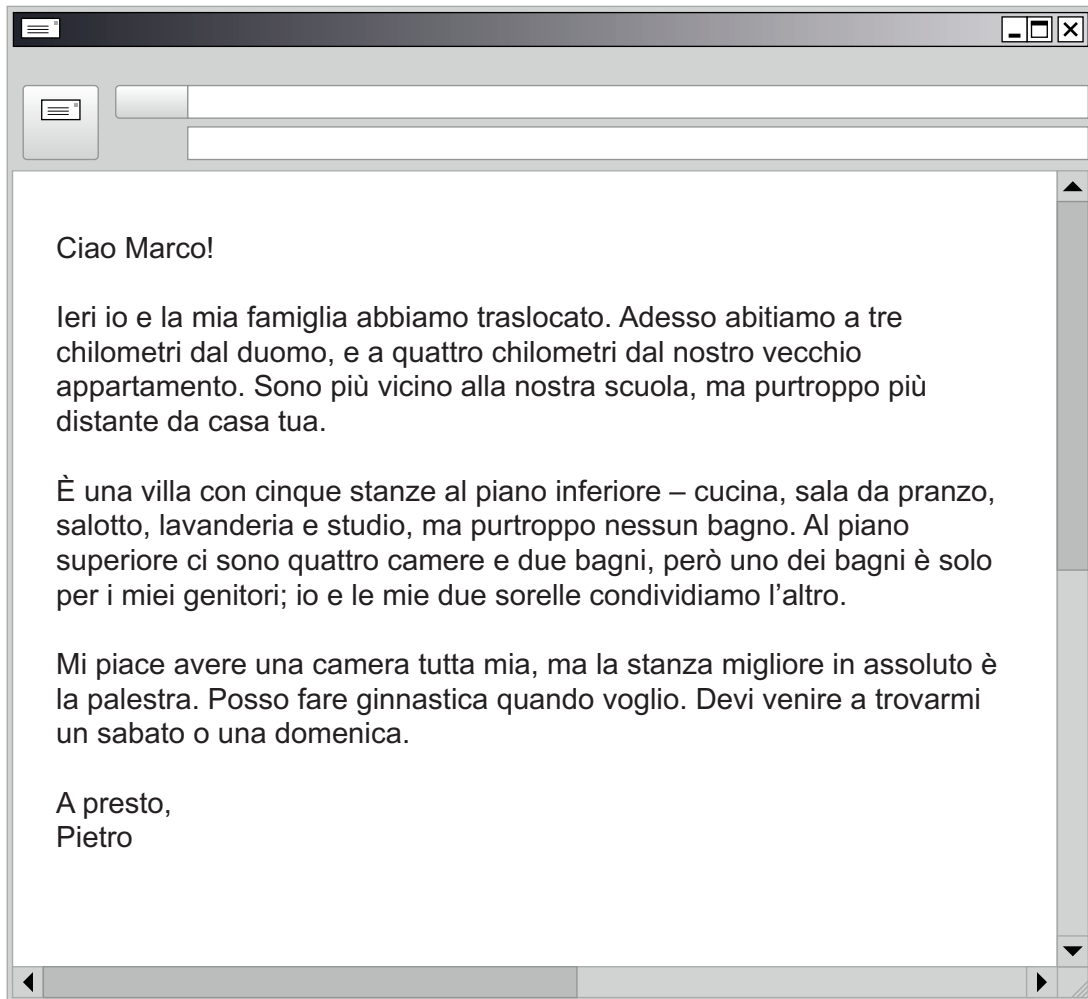 Ciao Marco!
Ieri io e la mia famiglia abbiamo traslocato. Adesso abitiamo a tre
chilometri dal duomo, e a quattro chilometri dal nostro vecchio
appartamento. Sono più vicino alla nostra scuola, ma purtroppo più
distante da casa tua.
È una villa con cinque stanze al piano inferiore – cucina, sala da pranzo,
salotto, lavanderia e studio, ma purtroppo nessun bagno. Al piano
superiore ci sono quattro camere e due bagni, però uno dei bagni è solo
per i miei genitori; io e le mie due sorelle condividiamo l’altro.
Mi piace avere una camera tutta mia, ma la stanza migliore in assoluto è
la palestra. Posso fare ginnastica quando voglio. Devi venire a trovarmi
un sabato o una domenica.
A presto,
Pietro